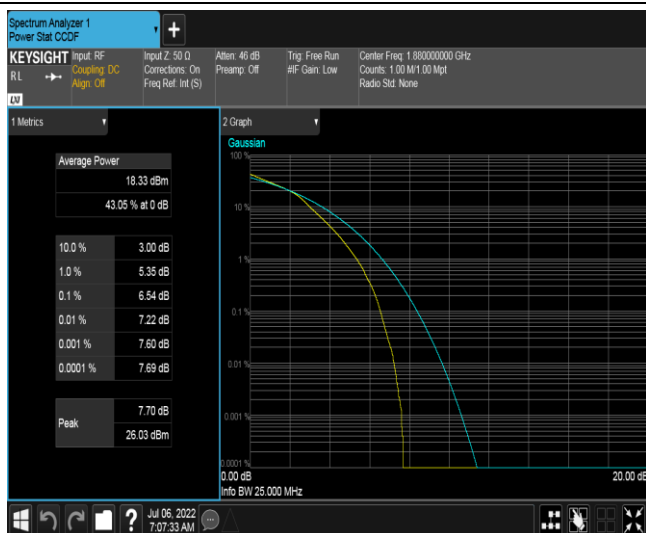 Spectrum Analyzer 1
Power Stat CCDF
+
KEYSIGHT
RL
LXI
Input: RF
Coupling: DC
Align: Off
Input Z: 50 Ω
Corrections: On
Freq Ref: Int (S)
Atten: 46 dB
Preamp: Off
Trig: Free Run
#IF Gain: Low
Center Freq: 1.880000000 GHz
Counts: 1.00 M/1.00 Mpt
Radio Std: None
1 Metrics
Average Power
18.33 dBm
43.05 % at 0 dB
10.0 % 3.00 dB
1.0 % 5.35 dB
0.1 % 6.54 dB
0.01 % 7.22 dB
0.001 % 7.60 dB
0.0001 % 7.69 dB
Peak
7.70 dB
26.03 dBm
2 Graph
Gaussian
100 %
10 %
1 %
0.1 %
0.01 %
0.001 %
0.0001 %
0.00 dB 20.00 dB
Info BW 25.000 MHz
?
Jul 06, 2022
7:07:33 AM